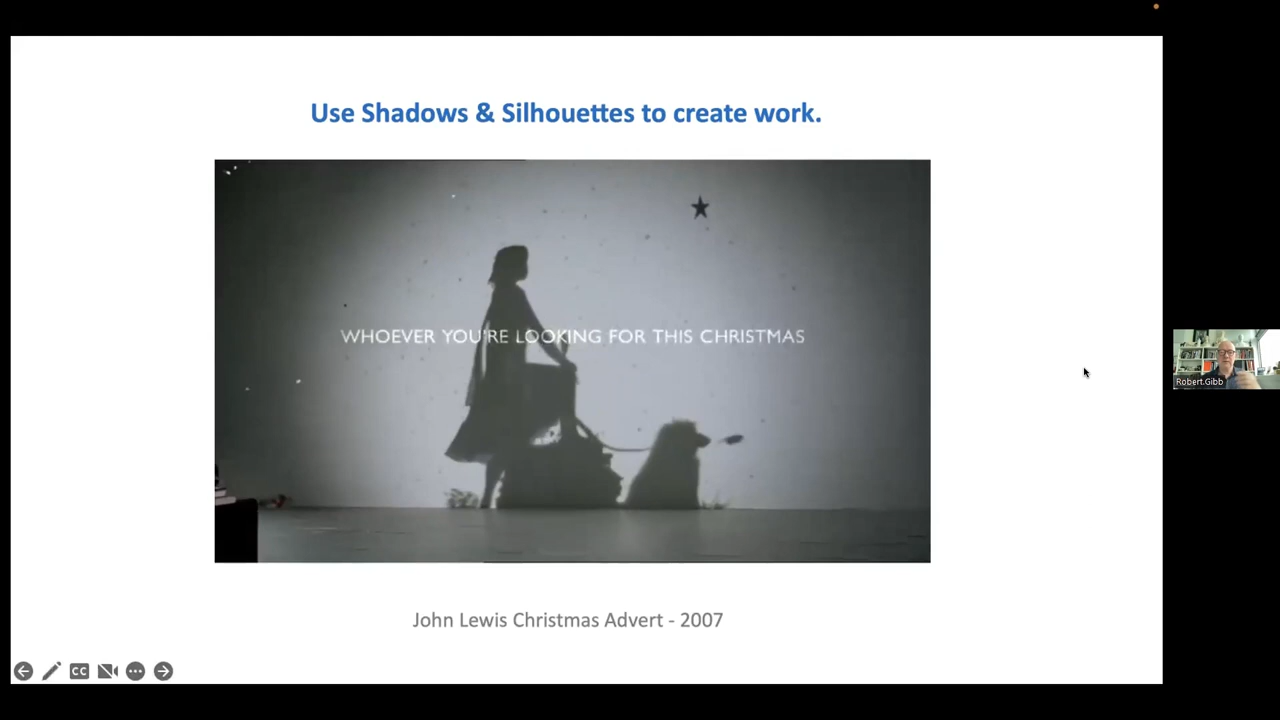 Use Shadows & Silhouettes to create work.
WHOEVER YOU'RE LOOKING FOR THIS CHRISTMAS
John Lewis Christmas Advert - 2007
Robert.Gibb
CC